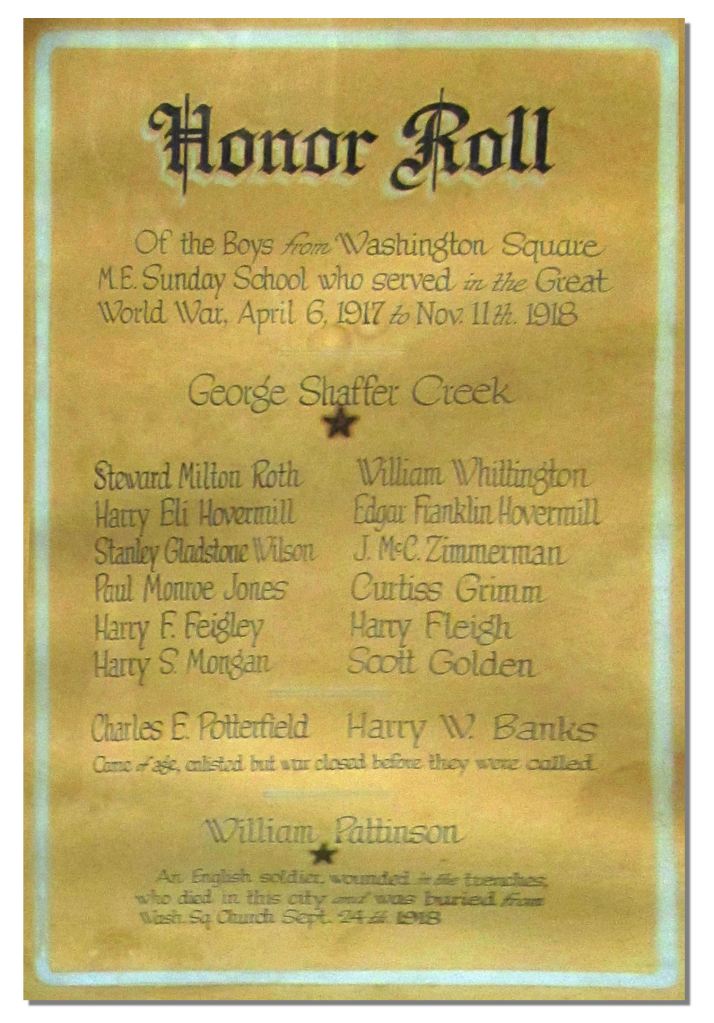 Honor Roll
Of the Boys from Washington Square
M.E. Sunday School who served in the Great
World War, April 6, 1917 to Nov. 11th. 1918
George Shaffer Creek
Steward Milton Roth William Whittington
Harry Eli Hovermill Edgar Franklin Hovermill
Stanley Gladstone Wilson J. McC. Zimmerman
Paul Monroe Jones Curtiss Grimm
Harry F. Feigley Harry Fleigh
Harry S. Mongan Scott Golden
Charles E. Potterfield Harry W. Banks
Came of age, enlisted but war closed before they were called.
William Pattinson
An English soldier, wounded in the trenches,
who died in this city and was buried from
Wash. Sq. Church Sept. 24th. 1918